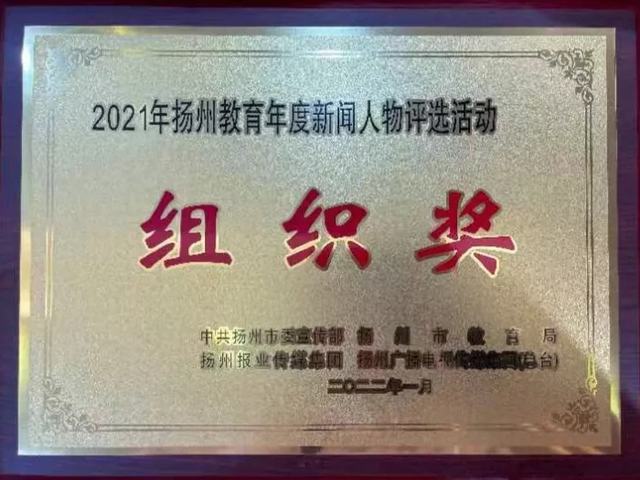 2021年扬州教育年度新闻人物评选活动
组织奖
中共扬州市委宣传部 扬州市教育局
扬州报业传媒集团 扬州广播电视传媒集团(总台)
二〇二二年一月